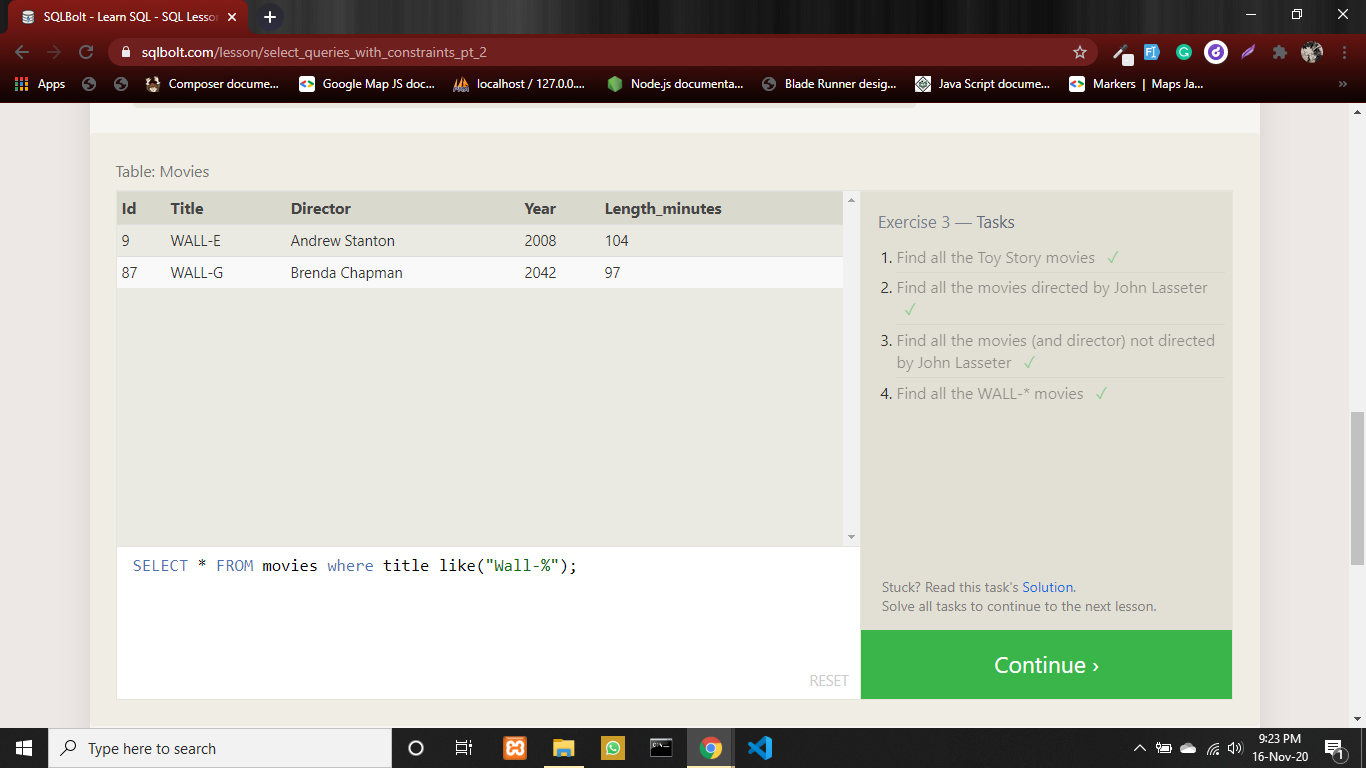 SQLBolt - Learn SQL - SQL Lesson
sqlbolt.com/lesson/select_queries_with_constraints_pt_2
Apps Composer docume... Google Map JS doc... localhost / 127.0.0.... Node.js documenta... Blade Runner desig... Java Script docume... Markers | Maps Ja... »
Table: Movies
Id Title Director Year Length_minutes
9 WALL-E Andrew Stanton 2008 104
87 WALL-G Brenda Chapman 2042 97
SELECT * FROM movies where title like("Wall-%");
RESET
Exercise 3 — Tasks
1. Find all the Toy Story movies ✓
2. Find all the movies directed by John Lasseter
✓
3. Find all the movies (and director) not directed
by John Lasseter ✓
4. Find all the WALL-* movies ✓
Stuck? Read this task's Solution.
Solve all tasks to continue to the next lesson.
Continue ›
Type here to search
9:23 PM
16-Nov-20
1